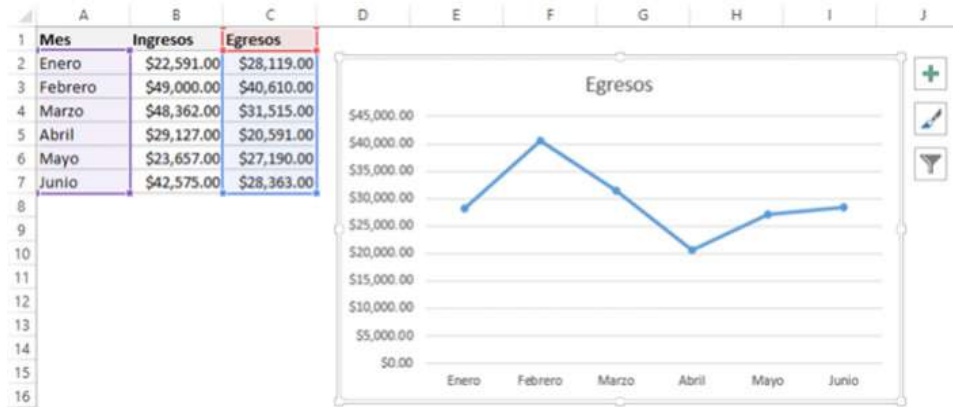 A B C D E F G H I J
1 Mes Ingresos Egresos
2 Enero $22,591.00 $28,119.00
3 Febrero $49,000.00 $40,610.00
4 Marzo $48,362.00 $31,515.00
5 Abril $29,127.00 $20,591.00
6 Mayo $23,657.00 $27,190.00
7 Junio $42,575.00 $28,363.00
8
9
10
11
12
13
14
15
16
Egresos
$45,000.00
$40,000.00
$35,000.00
$30,000.00
$25,000.00
$20,000.00
$15,000.00
$10,000.00
$5,000.00
$0.00
Enero Febrero Marzo Abril Mayo Junio